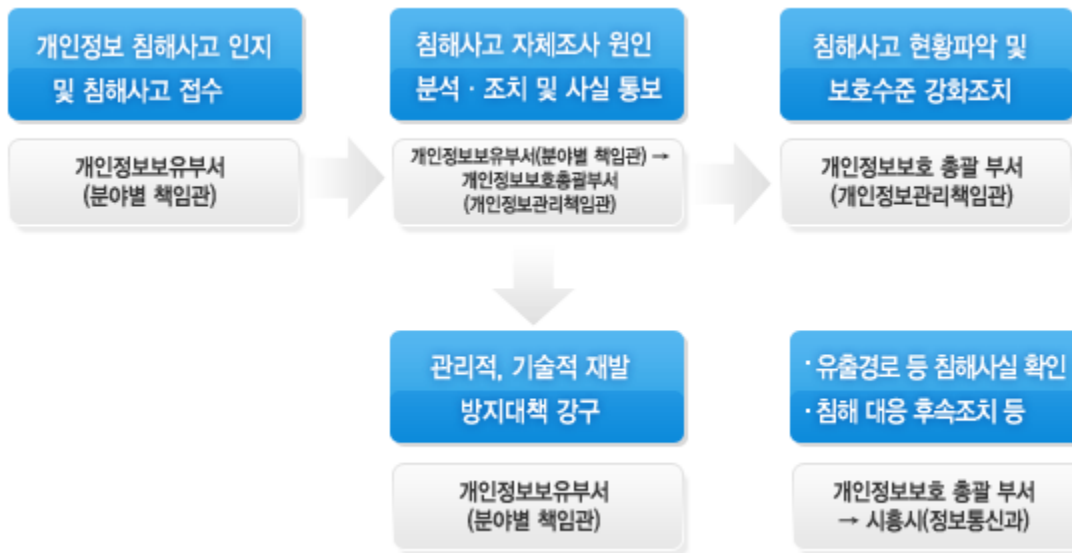 개인정보 침해사고 인지
및 침해사고 접수
개인정보보유부서
(분야별 책임관)
침해사고 자체조사 원인
분석 · 조치 및 사실 통보
개인정보보유부서(분야별 책임관) →
개인정보보호총괄부서
(개인정보관리책임관)
침해사고 현황파악 및
보호수준 강화조치
개인정보보호 총괄 부서
(개인정보관리책임관)
관리적, 기술적 재발
방지대책 강구
개인정보보유부서
(분야별 책임관)
· 유출경로 등 침해사실 확인
· 침해 대응 후속조치 등
개인정보보호 총괄 부서
→ 시흥시(정보통신과)